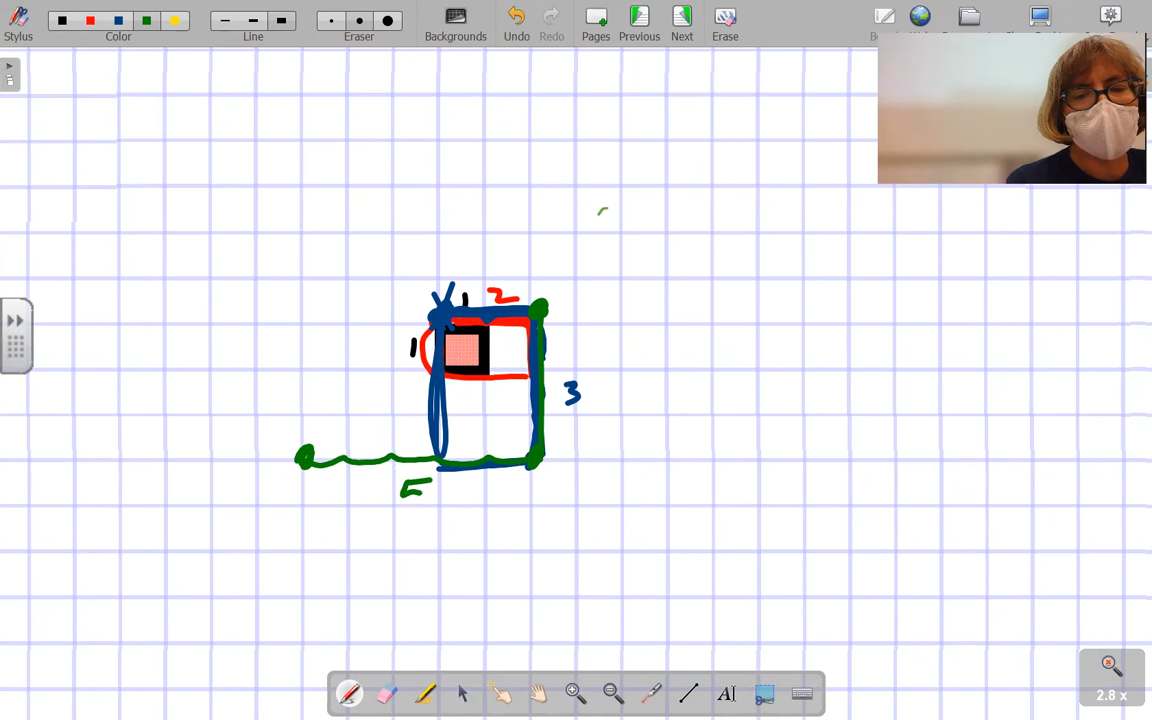 Stylus
Color
Line
Eraser
Backgrounds
Undo
Redo
Pages
Previous
Next
Erase
1 2
1
3
5
A
2.8 x